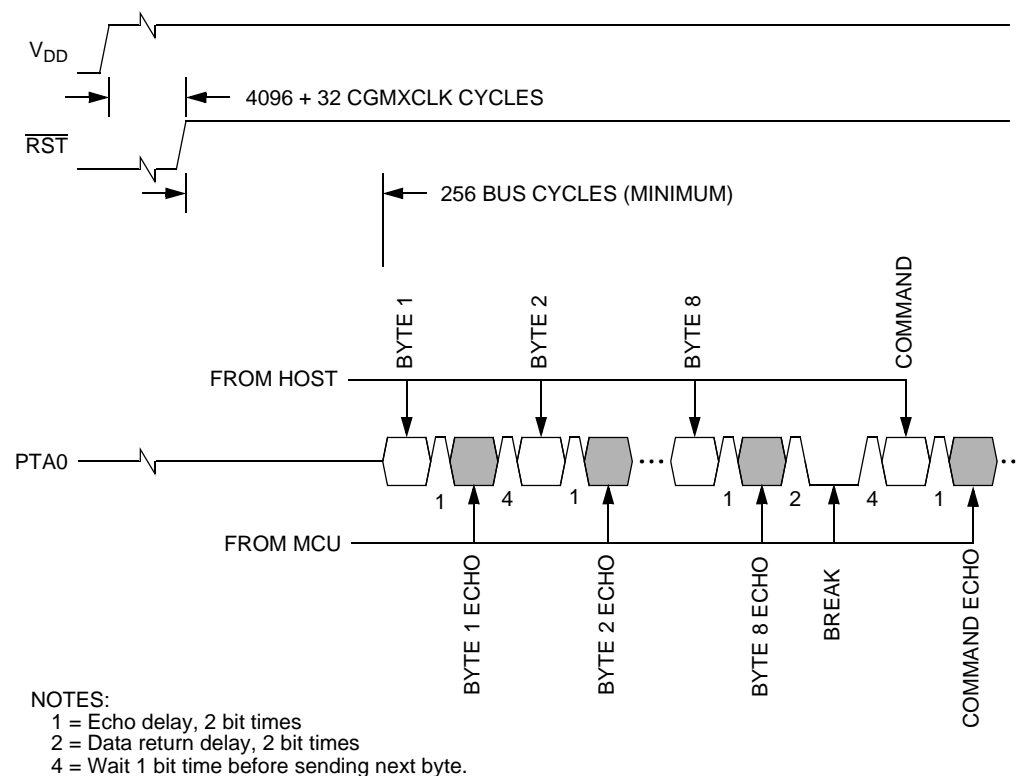 VDD
4096 + 32 CGMXCLK CYCLES
RST
256 BUS CYCLES (MINIMUM)
BYTE 1
BYTE 2
BYTE 8
COMMAND
FROM HOST
PTA0
1
4
1
1
2
4
1
FROM MCU
BYTE 1 ECHO
BYTE 2 ECHO
BYTE 8 ECHO
BREAK
COMMAND ECHO
NOTES:
1 = Echo delay, 2 bit times
2 = Data return delay, 2 bit times
4 = Wait 1 bit time before sending next byte.